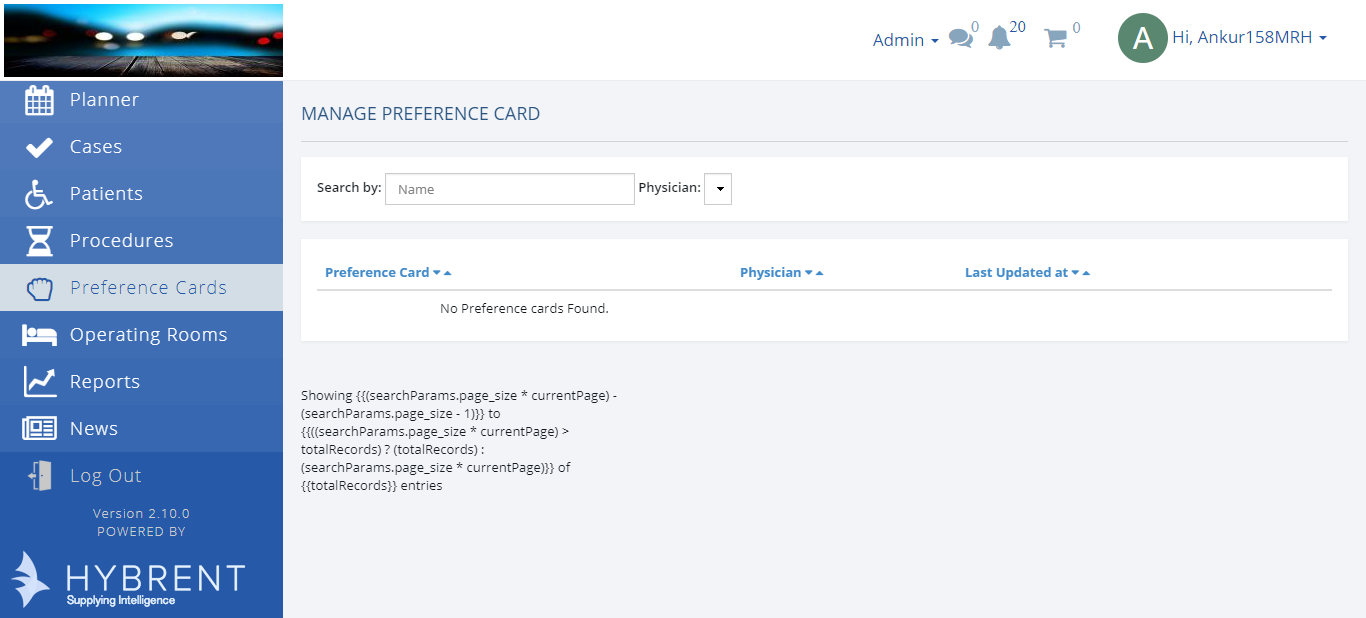 Admin 0 20 0 A Hi, Ankur158MRH
Planner
Cases
Patients
Procedures
Preference Cards
Operating Rooms
Reports
News
Log Out
Version 2.10.0
POWERED BY
HYBRENT
Supplying Intelligence
MANAGE PREFERENCE CARD
Search by: Name Physician:
Preference Card Physician Last Updated at
No Preference cards Found.
Showing {{(searchParams.page_size * currentPage) -
(searchParams.page_size - 1)}} to
{{((searchParams.page_size * currentPage) >
totalRecords) ? (totalRecords) :
(searchParams.page_size * currentPage)}} of
{{totalRecords}} entries